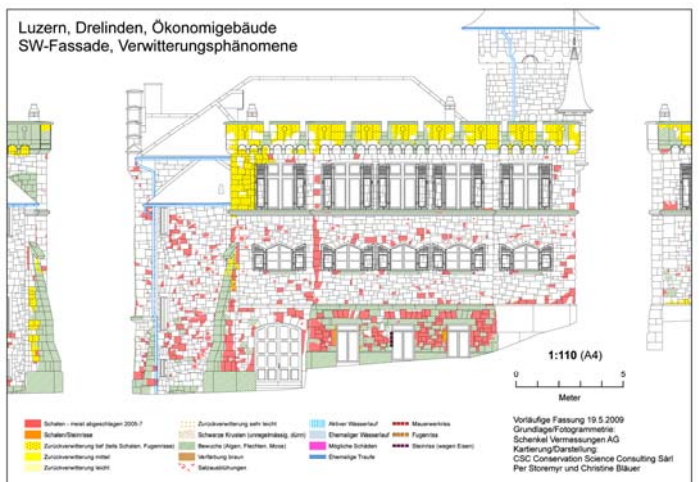 Luzern, Drelinden, Ökonomigebäude
SW-Fassade, Verwitterungsphänomene
1:110 (A4)
0 5
Meter
Schalen - meist abgeschlagen 2005-7
Schalen/Steinrisse
Zurückverwitterung tief (teils Schalen, Fugenrisse)
Zurückverwitterung mittel
Zurückverwitterung leicht
Zurückverwitterung sehr leicht
Schwarze Krusten (unregelmässig, dünn)
Bewuchs (Algen, Flechten, Moos)
Verfärbung braun
Salzausblühungen
Aktiver Wasserlauf
Ehemaliger Wasserlauf
Mögliche Schäden
Ehemalige Traufe
Mauerwerkriss
Fugenriss
Steinriss (wegen Eisen)
Vorläufige Fassung 19.5.2009
Grundlage/Fotogrammetrie:
Schenkel Vermessungen AG
Kartierung/Darstellung:
CSC Conservation Science Consulting Sàrl
Per Storemyr und Christine Bläuer